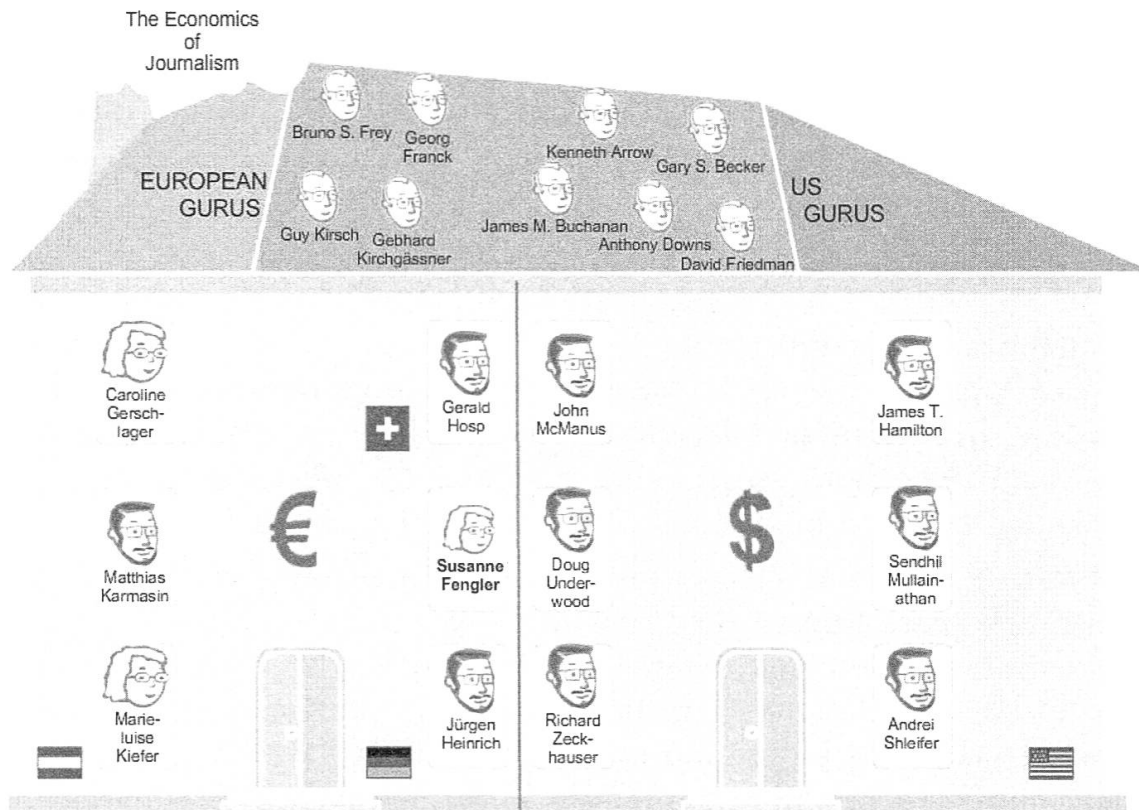 The Economics
of
Journalism
EUROPEAN
GURUS
Bruno S. Frey
Georg
Franck
Kenneth Arrow
Gary S. Becker
Guy Kirsch
Gebhard
Kirchgässner
James M. Buchanan
Anthony Downs
David Friedman
US
GURUS
Caroline
Gersch-
lager
Gerald
Hosp
John
McManus
James T.
Hamilton
Matthias
Karmasin
€
Susanne
Fengler
Doug
Under-
wood
$
Sendhil
Mullain-
athan
Marie-
luise
Kiefer
Jürgen
Heinrich
Richard
Zeck-
hauser
Andrei
Shleifer